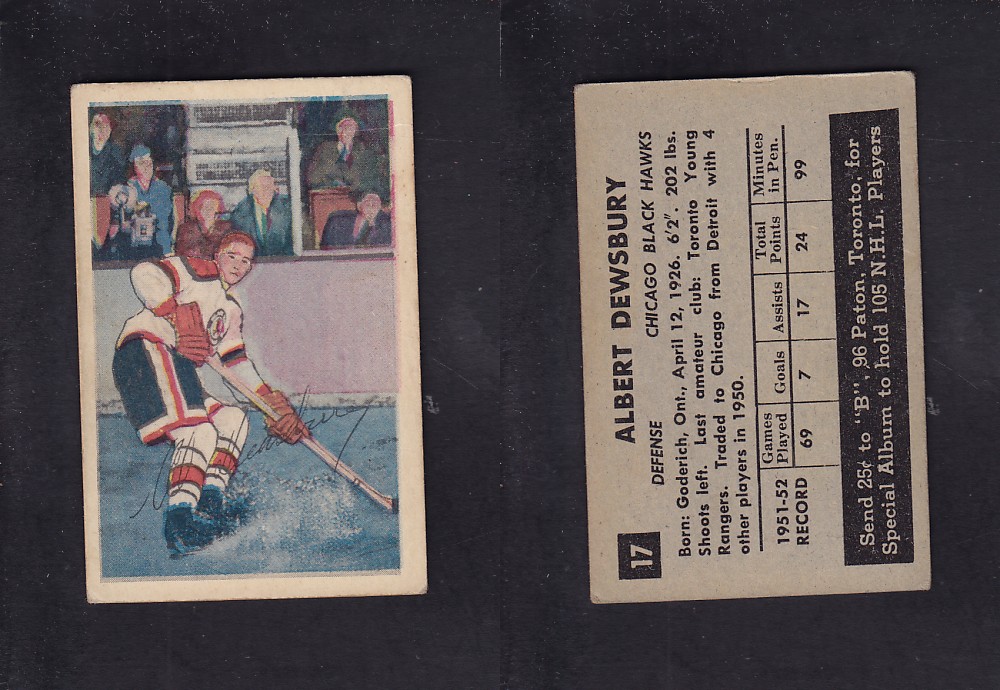 Al Dewsbury
17
ALBERT DEWSBURY
DEFENSE CHICAGO BLACK HAWKS
Born: Goderich, Ont., April 12, 1926. 6'2". 202 lbs.
Shoots left. Last amateur club: Toronto Young
Rangers. Traded to Chicago from Detroit with 4
other players in 1950.
1951-52 RECORD
Games Played Goals Assists Total Points Minutes in Pen.
69 7 17 24 99
Send 25¢ to "B", 96 Paton, Toronto, for
Special Album to hold 105 N.H.L. Players